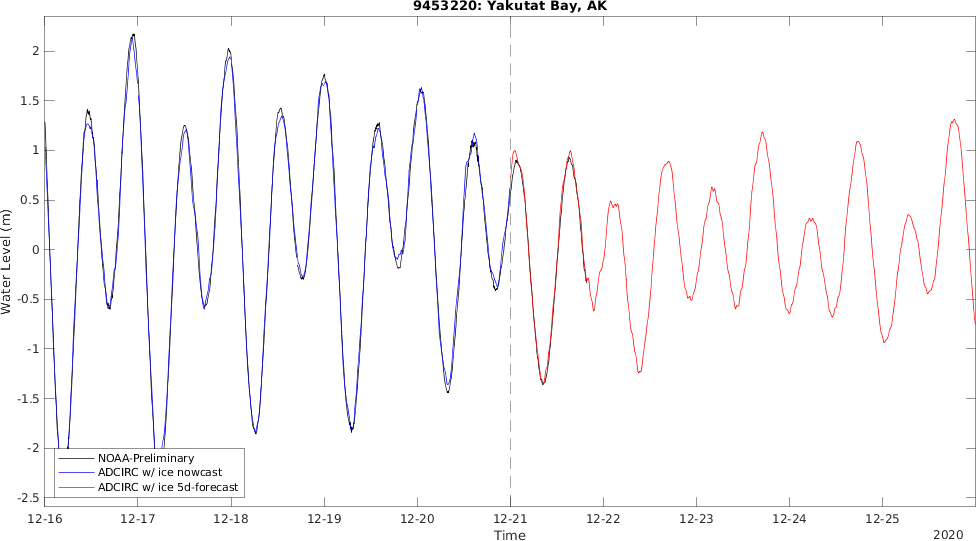 9453220: Yakutat Bay, AK
Water Level (m)
2
1.5
1
0.5
0
-0.5
-1
-1.5
-2
-2.5
NOAA-Preliminary
ADCIRC w/ ice nowcast
ADCIRC w/ ice 5d-forecast
12-16 12-17 12-18 12-19 12-20 12-21 12-22 12-23 12-24 12-25
Time
2020